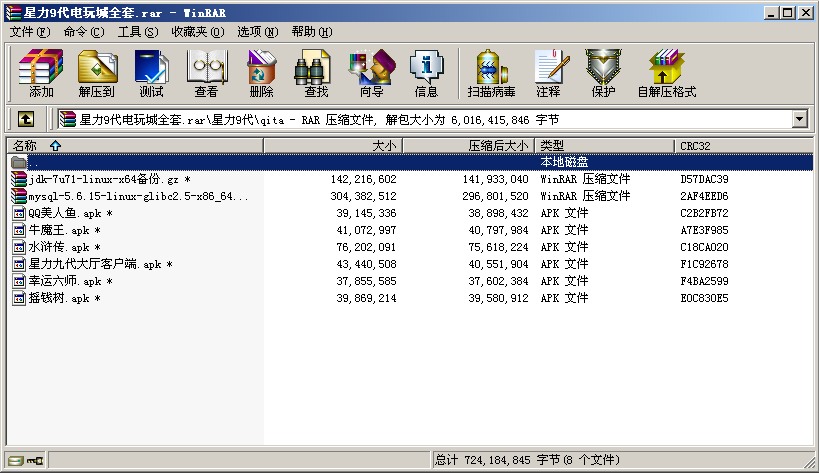 星力9代电玩城全套.rar - WinRAR
文件(F) 命令(C) 工具(S) 收藏夹(O) 选项(N) 帮助(H)
添加 解压到 测试 查看 删除 查找 向导 信息 扫描病毒 注释 保护 自解压格式
星力9代电玩城全套.rar\星力9代\qita - RAR 压缩文件, 解包大小为 6,016,415,846 字节
名称 大小 压缩后大小 类型 CRC32
.. 本地磁盘
jdk-7u71-linux-x64备份.gz * 142,216,602 141,933,040 WinRAR 压缩文件 D57DAC39
mysql-5.6.15-linux-glibc2.5-x86_64... 304,382,512 296,801,520 WinRAR 压缩文件 2AF4EED6
QQ美人鱼.apk * 39,145,336 38,898,432 APK 文件 C2B2FB72
牛魔王.apk * 41,072,997 40,797,984 APK 文件 A7E3F985
水浒传.apk * 76,202,091 75,618,224 APK 文件 C18CA020
星力九代大厅客户端.apk * 43,440,508 40,551,904 APK 文件 F1C92678
幸运六师.apk * 37,855,585 37,602,384 APK 文件 F4BA2599
摇钱树.apk * 39,869,214 39,580,912 APK 文件 E0C830E5
总计 724,184,845 字节(8 个文件)